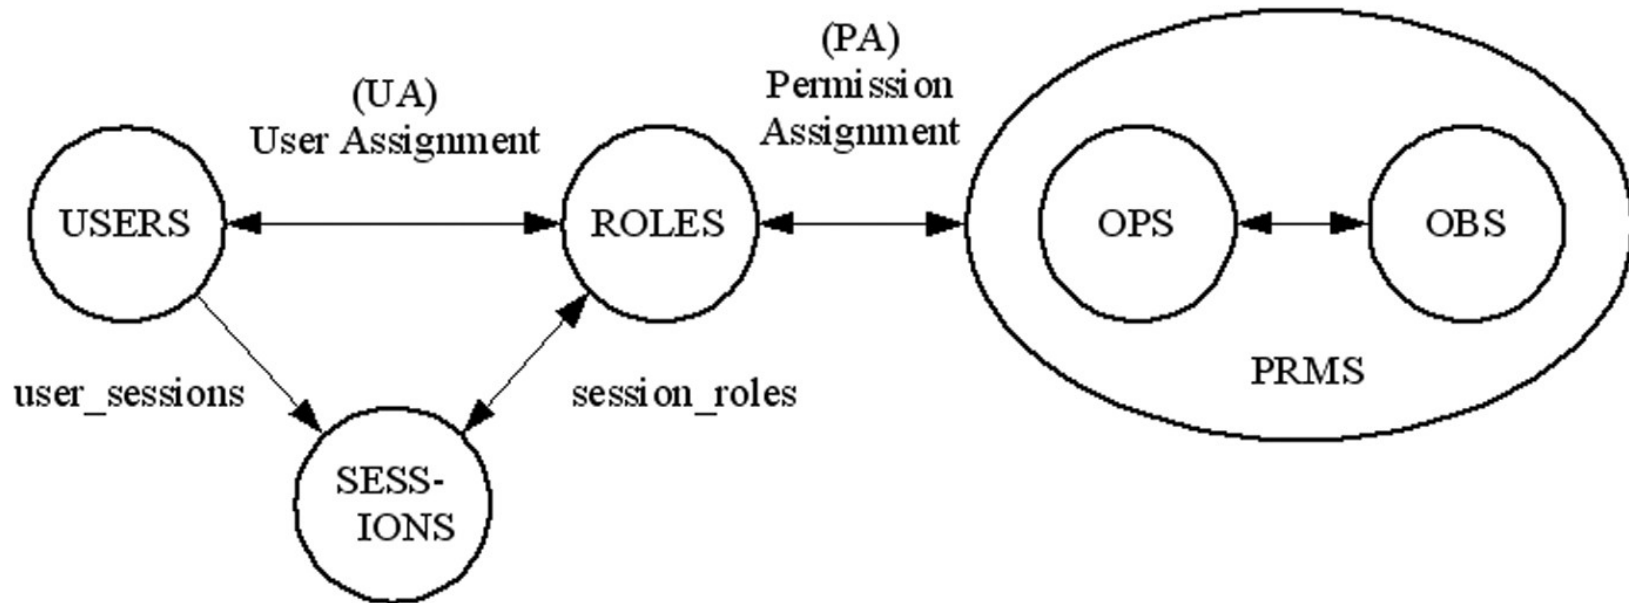 (UA)
User Assignment
(PA)
Permission
Assignment
USERS
ROLES
OPS
OBS
PRMS
user_sessions
session_roles
SESS-
IONS